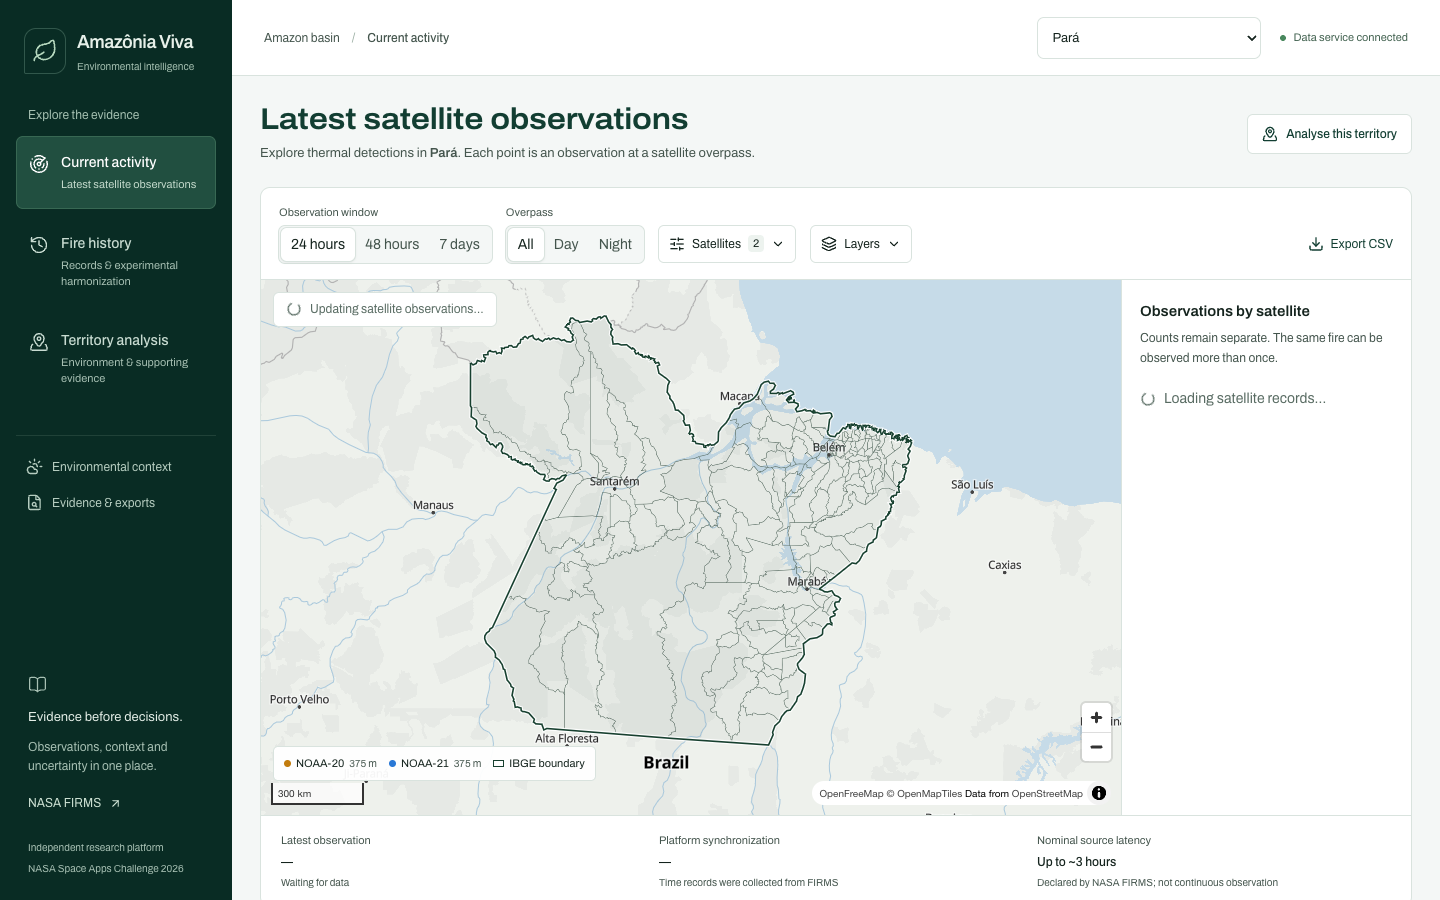 Amazônia Viva
Environmental intelligence
Explore the evidence
Current activity
Latest satellite observations
Fire history
Records & experimental
harmonization
Territory analysis
Environment & supporting
evidence
Environmental context
Evidence & exports
Evidence before decisions.
Observations, context and
uncertainty in one place.
NASA FIRMS
Independent research platform
NASA Space Apps Challenge 2026
Amazon basin / Current activity
Pará
Data service connected
Latest satellite observations
Explore thermal detections in Pará. Each point is an observation at a satellite overpass.
Analyse this territory
Observation window
24 hours 48 hours 7 days
Overpass
All Day Night
Satellites 2
Layers
Export CSV
Updating satellite observations...
Macapá
Belém
Santarém
São Luís
Manaus
Caxias
Marabá
Porto Velho
Alta Floresta
Brazil
NOAA-20 375 m NOAA-21 375 m IBGE boundary
300 km
OpenFreeMap © OpenMapTiles Data from OpenStreetMap
Observations by satellite
Counts remain separate. The same fire can be
observed more than once.
Loading satellite records...
Latest observation
—
Waiting for data
Platform synchronization
—
Time records were collected from FIRMS
Nominal source latency
Up to ~3 hours
Declared by NASA FIRMS; not continuous observation